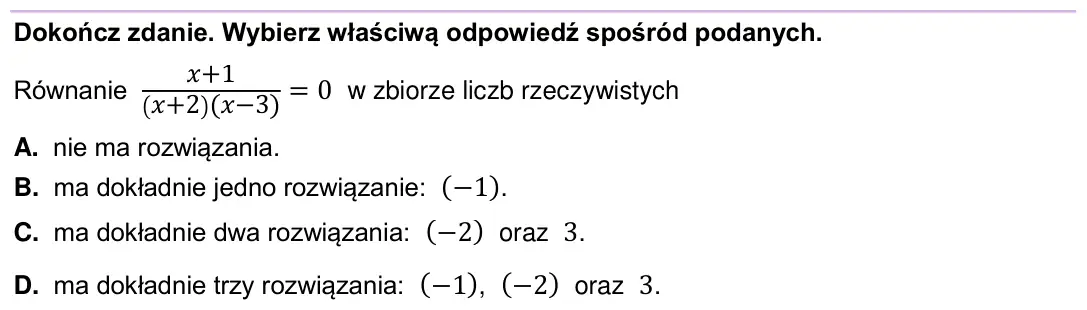 Dokończ zdanie. Wybierz właściwą odpowiedź spośród podanych.
Równanie \frac{x+1}{(x+2)(x−3)} = 0 w zbiorze liczb rzeczywistych
A. nie ma rozwiązania.
B. ma dokładnie jedno rozwiązanie: (−1).
C. ma dokładnie dwa rozwiązania: (−2) oraz 3.
D. ma dokładnie trzy rozwiązania: (−1), (−2) oraz 3.